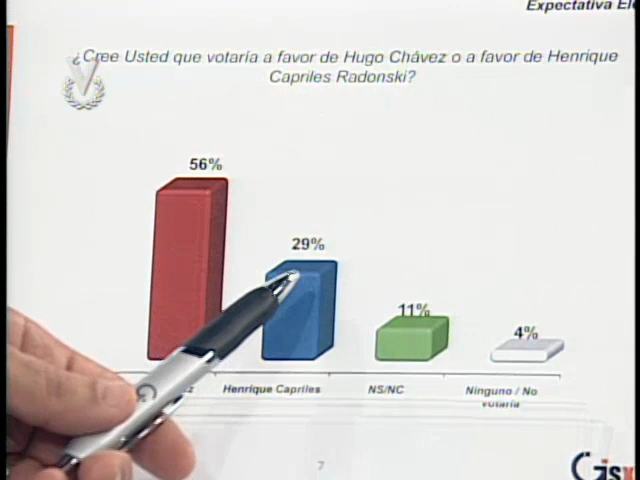 Expectativa
¿Cree Usted que votaría a favor de Hugo Chávez o a favor de Henrique
Capriles Radonski?
56%
29%
11%
4%
Henrique Capriles
NS/NC
Ninguno / No
votaría
7